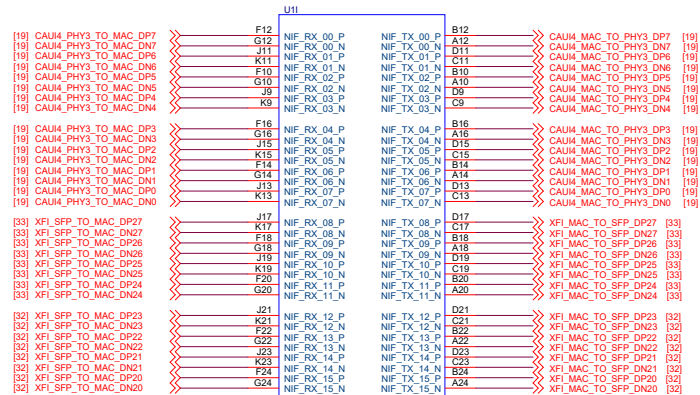 U1I
[19] CAUI4_PHY3_TO_MAC_DP7 F12 NIF_RX_00_P NIF_TX_00_P B12 CAUI4_MAC_TO_PHY3_DP7 [19]
[19] CAUI4_PHY3_TO_MAC_DN7 G12 NIF_RX_00_N NIF_TX_00_N A12 CAUI4_MAC_TO_PHY3_DN7 [19]
[19] CAUI4_PHY3_TO_MAC_DP6 J11 NIF_RX_01_P NIF_TX_01_P D11 CAUI4_MAC_TO_PHY3_DP6 [19]
[19] CAUI4_PHY3_TO_MAC_DN6 K11 NIF_RX_01_N NIF_TX_01_N C11 CAUI4_MAC_TO_PHY3_DN6 [19]
[19] CAUI4_PHY3_TO_MAC_DP5 F10 NIF_RX_02_P NIF_TX_02_P B10 CAUI4_MAC_TO_PHY3_DP5 [19]
[19] CAUI4_PHY3_TO_MAC_DN5 G10 NIF_RX_02_N NIF_TX_02_N A10 CAUI4_MAC_TO_PHY3_DN5 [19]
[19] CAUI4_PHY3_TO_MAC_DP4 J9 NIF_RX_03_P NIF_TX_03_P D9 CAUI4_MAC_TO_PHY3_DP4 [19]
[19] CAUI4_PHY3_TO_MAC_DN4 K9 NIF_RX_03_N NIF_TX_03_N C9 CAUI4_MAC_TO_PHY3_DN4 [19]
[19] CAUI4_PHY3_TO_MAC_DP3 F16 NIF_RX_04_P NIF_TX_04_P B16 CAUI4_MAC_TO_PHY3_DP3 [19]
[19] CAUI4_PHY3_TO_MAC_DN3 G16 NIF_RX_04_N NIF_TX_04_N A16 CAUI4_MAC_TO_PHY3_DN3 [19]
[19] CAUI4_PHY3_TO_MAC_DP2 J15 NIF_RX_05_P NIF_TX_05_P D15 CAUI4_MAC_TO_PHY3_DP2 [19]
[19] CAUI4_PHY3_TO_MAC_DN2 K15 NIF_RX_05_N NIF_TX_05_N C15 CAUI4_MAC_TO_PHY3_DN2 [19]
[19] CAUI4_PHY3_TO_MAC_DP1 F14 NIF_RX_06_P NIF_TX_06_P B14 CAUI4_MAC_TO_PHY3_DP1 [19]
[19] CAUI4_PHY3_TO_MAC_DN1 G14 NIF_RX_06_N NIF_TX_06_N A14 CAUI4_MAC_TO_PHY3_DN1 [19]
[19] CAUI4_PHY3_TO_MAC_DP0 J13 NIF_RX_07_P NIF_TX_07_P D13 CAUI4_MAC_TO_PHY3_DP0 [19]
[19] CAUI4_PHY3_TO_MAC_DN0 K13 NIF_RX_07_N NIF_TX_07_N C13 CAUI4_MAC_TO_PHY3_DN0 [19]
[33] XFI_SFP_TO_MAC_DP27 J17 NIF_RX_08_P NIF_TX_08_P D17 XFI_MAC_TO_SFP_DP27 [33]
[33] XFI_SFP_TO_MAC_DN27 K17 NIF_RX_08_N NIF_TX_08_N C17 XFI_MAC_TO_SFP_DN27 [33]
[33] XFI_SFP_TO_MAC_DP26 F18 NIF_RX_09_P NIF_TX_09_P B18 XFI_MAC_TO_SFP_DP26 [33]
[33] XFI_SFP_TO_MAC_DN26 G18 NIF_RX_09_N NIF_TX_09_N A18 XFI_MAC_TO_SFP_DN26 [33]
[33] XFI_SFP_TO_MAC_DP25 J19 NIF_RX_10_P NIF_TX_10_P D19 XFI_MAC_TO_SFP_DP25 [33]
[33] XFI_SFP_TO_MAC_DN25 K19 NIF_RX_10_N NIF_TX_10_N C19 XFI_MAC_TO_SFP_DN25 [33]
[33] XFI_SFP_TO_MAC_DP24 F20 NIF_RX_11_P NIF_TX_11_P B20 XFI_MAC_TO_SFP_DP24 [33]
[33] XFI_SFP_TO_MAC_DN24 G20 NIF_RX_11_N NIF_TX_11_N A20 XFI_MAC_TO_SFP_DN24 [33]
[32] XFI_SFP_TO_MAC_DP23 J21 NIF_RX_12_P NIF_TX_12_P D21 XFI_MAC_TO_SFP_DP23 [32]
[32] XFI_SFP_TO_MAC_DN23 K21 NIF_RX_12_N NIF_TX_12_N C21 XFI_MAC_TO_SFP_DN23 [32]
[32] XFI_SFP_TO_MAC_DP22 F22 NIF_RX_13_P NIF_TX_13_P B22 XFI_MAC_TO_SFP_DP22 [32]
[32] XFI_SFP_TO_MAC_DN22 G22 NIF_RX_13_N NIF_TX_13_N A22 XFI_MAC_TO_SFP_DN22 [32]
[32] XFI_SFP_TO_MAC_DP21 J23 NIF_RX_14_P NIF_TX_14_P D23 XFI_MAC_TO_SFP_DP21 [32]
[32] XFI_SFP_TO_MAC_DN21 K23 NIF_RX_14_N NIF_TX_14_N C23 XFI_MAC_TO_SFP_DN21 [32]
[32] XFI_SFP_TO_MAC_DP20 F24 NIF_RX_15_P NIF_TX_15_P B24 XFI_MAC_TO_SFP_DP20 [32]
[32] XFI_SFP_TO_MAC_DN20 G24 NIF_RX_15_N NIF_TX_15_N A24 XFI_MAC_TO_SFP_DN20 [32]